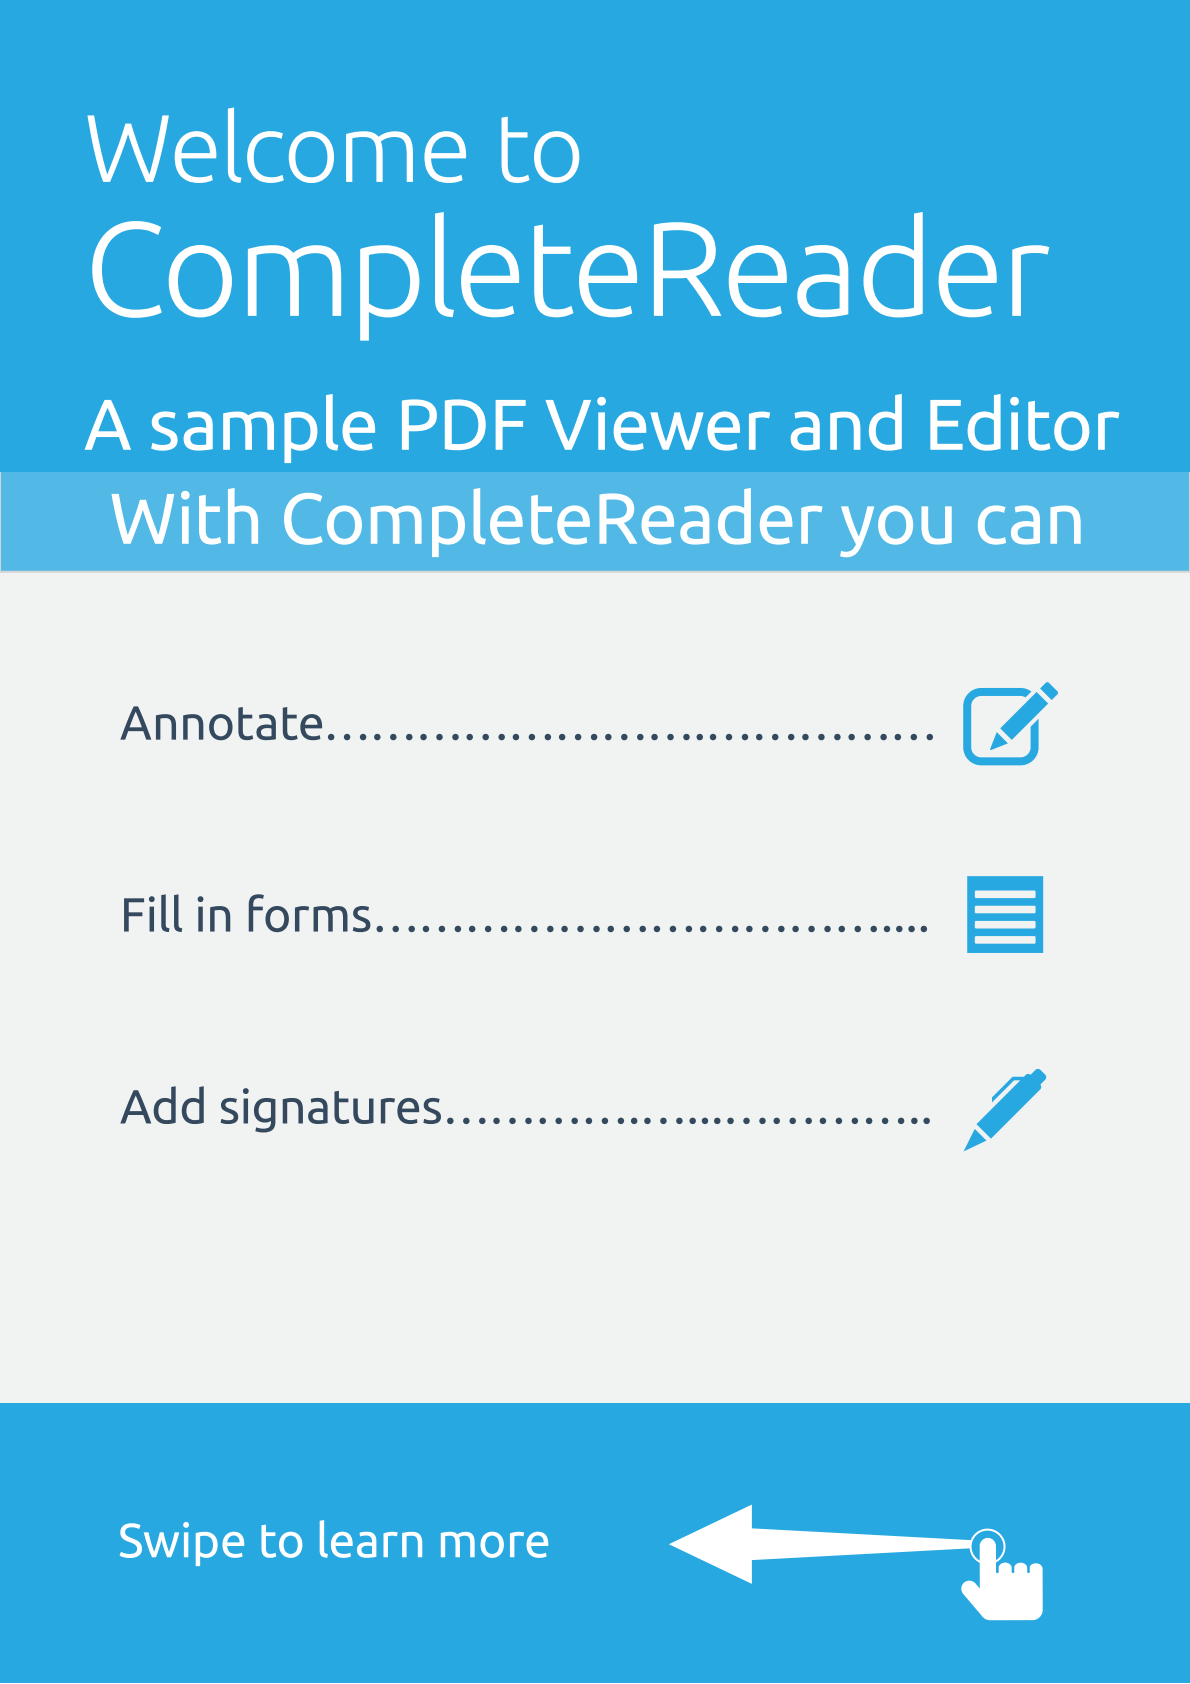 Welcome to
CompleteReader
A sample PDF Viewer and Editor
With CompleteReader you can
Annotate…………………….……………
Fill in forms…………………………….....
Add signatures………….…....…………..
Swipe to learn more